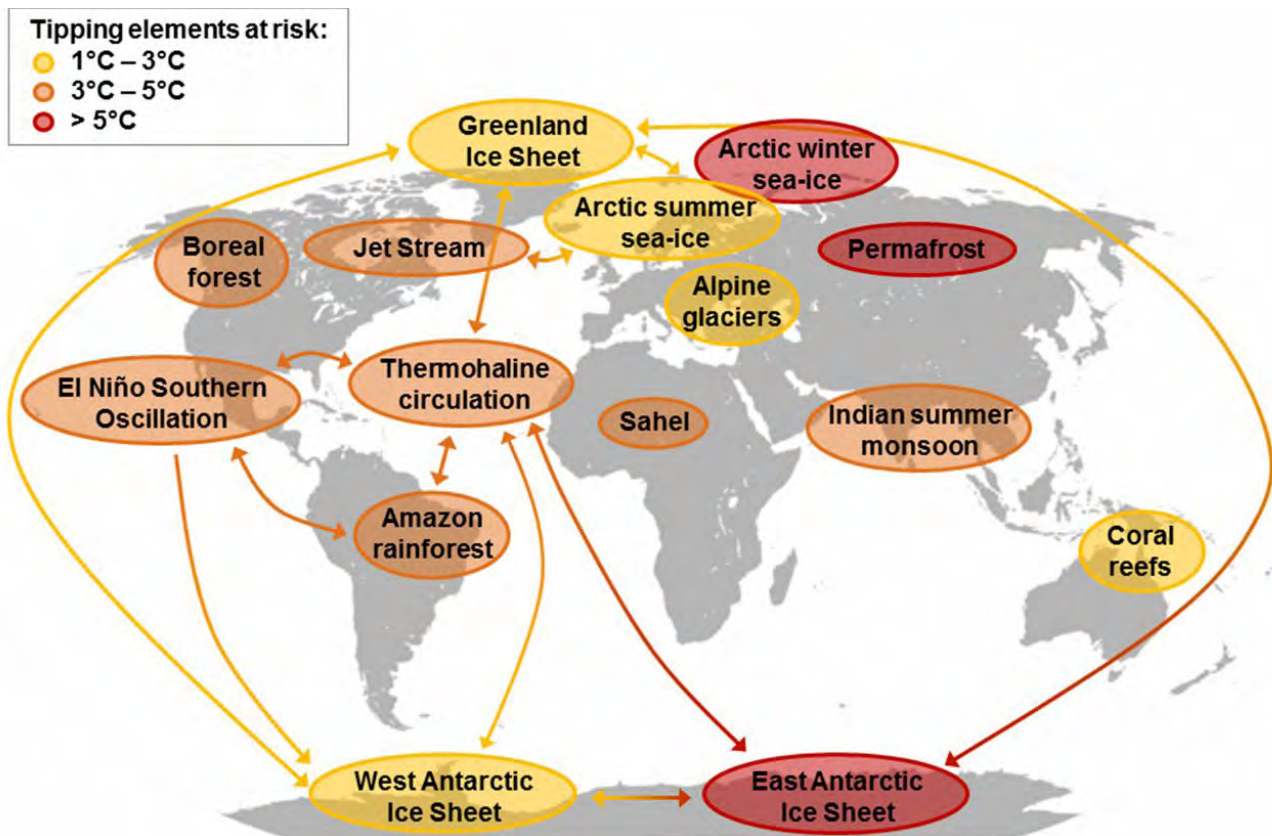 Tipping elements at risk:
1°C – 3°C
3°C – 5°C
> 5°C
Greenland
Ice Sheet
Arctic winter
sea-ice
Arctic summer
sea-ice
Boreal
forest
Jet Stream
Permafrost
Alpine
glaciers
El Niño Southern
Oscillation
Thermohaline
circulation
Sahel
Indian summer
monsoon
Amazon
rainforest
Coral
reefs
West Antarctic
Ice Sheet
East Antarctic
Ice Sheet